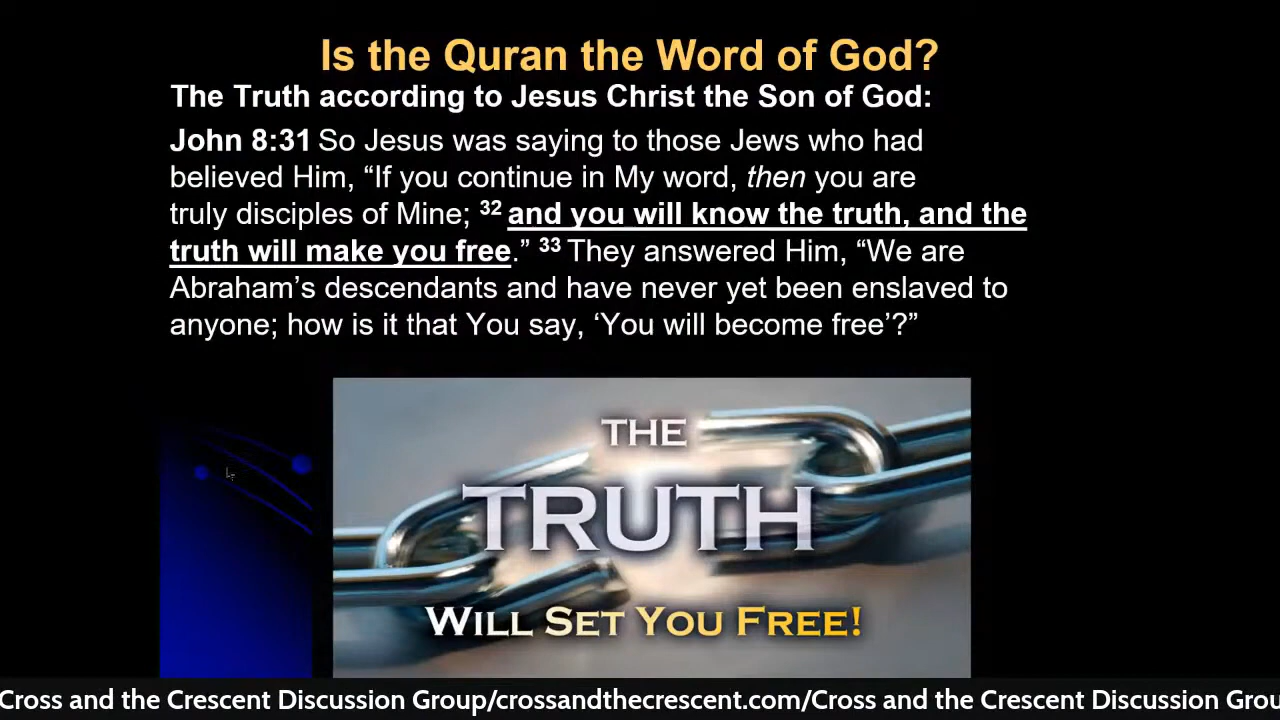 Is the Quran the Word of God?
The Truth according to Jesus Christ the Son of God:
John 8:31 So Jesus was saying to those Jews who had
believed Him, “If you continue in My word, then you are
truly disciples of Mine; 32 and you will know the truth, and the
truth will make you free.” 33 They answered Him, “We are
Abraham’s descendants and have never yet been enslaved to
anyone; how is it that You say, ‘You will become free’?”
THE
TRUTH
WILL SET YOU FREE!
Cross and the Crescent Discussion Group/crossandthecrescent.com/Cross and the Crescent Discussion Grou